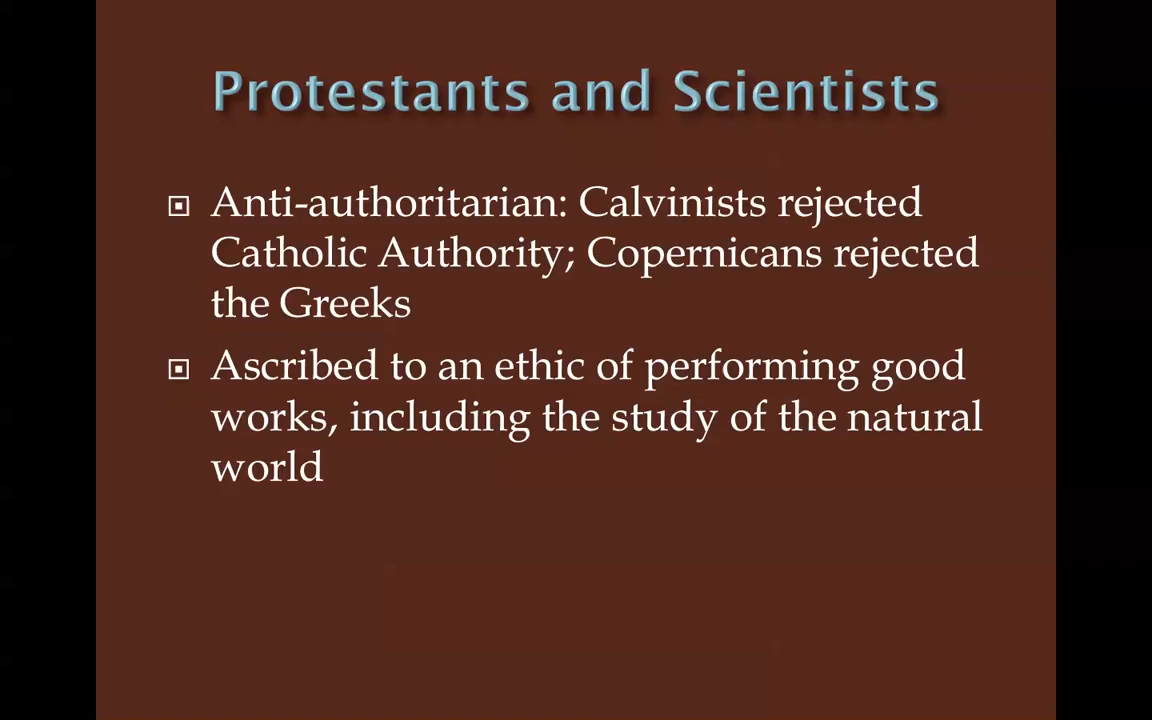 Protestants and Scientists
Anti-authoritarian: Calvinists rejected
Catholic Authority; Copernicans rejected
the Greeks
Ascribed to an ethic of performing good
works, including the study of the natural
world